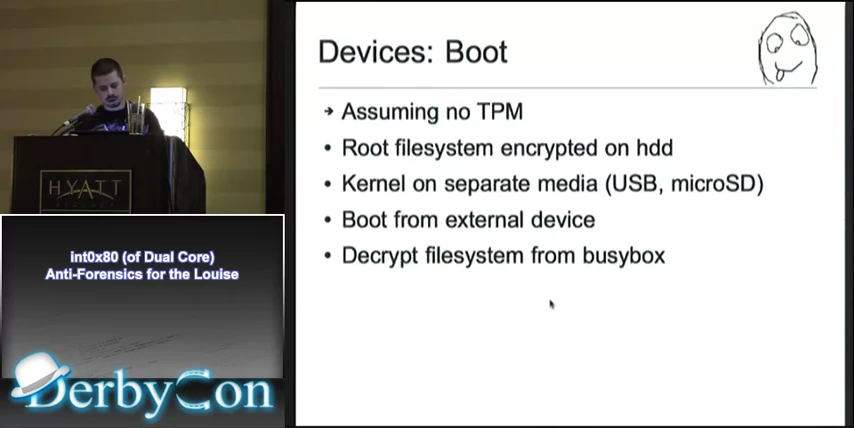 Devices: Boot
Assuming no TPM
Root filesystem encrypted on hdd
Kernel on separate media (USB, microSD)
Boot from external device
Decrypt filesystem from busybox
HYATT
int0x80 (of Dual Core)
Anti-Forensics for the Louise
DerbyCon